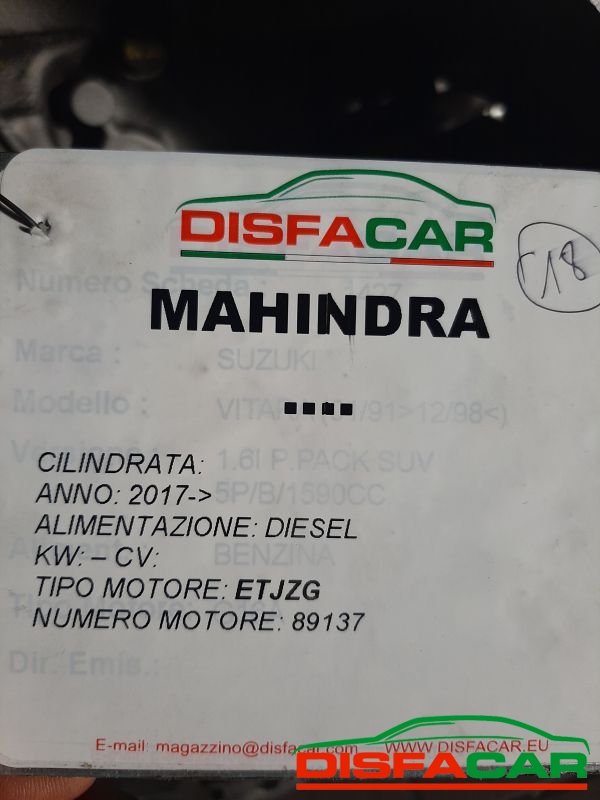 DISFACAR
F18
MAHINDRA
....
CILINDRATA:
ANNO: 2017->
ALIMENTAZIONE: DIESEL
KW: – CV:
TIPO MOTORE: ETJZG
NUMERO MOTORE: 89137
Numero Scheda :
Marca : SUZUKI
Modello : VITARA
1.6I P.PACK SUV
5P/B/1590CC
BENZINA
Dir. Emis.:
E-mail: magazzino@disfacar.com WWW.DISFACAR.EU
DISFACAR